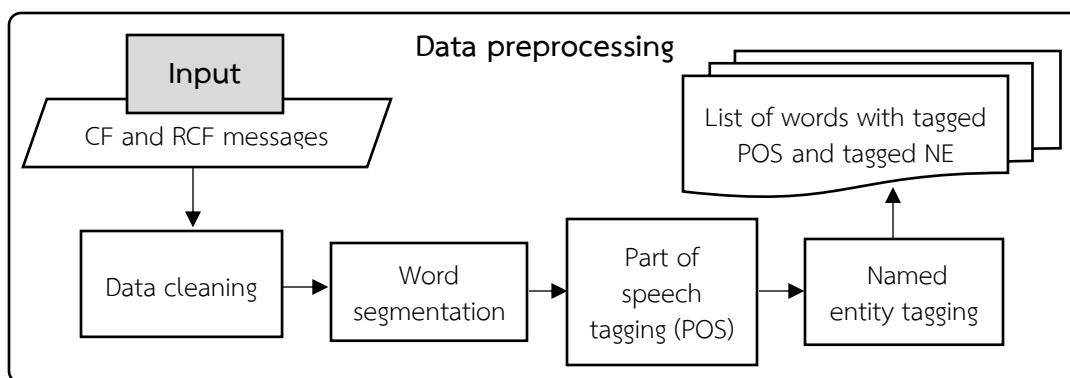 Data preprocessing
Input
CF and RCF messages
List of words with tagged
POS and tagged NE
Data cleaning
Word
segmentation
Part of
speech
tagging (POS)
Named
entity tagging